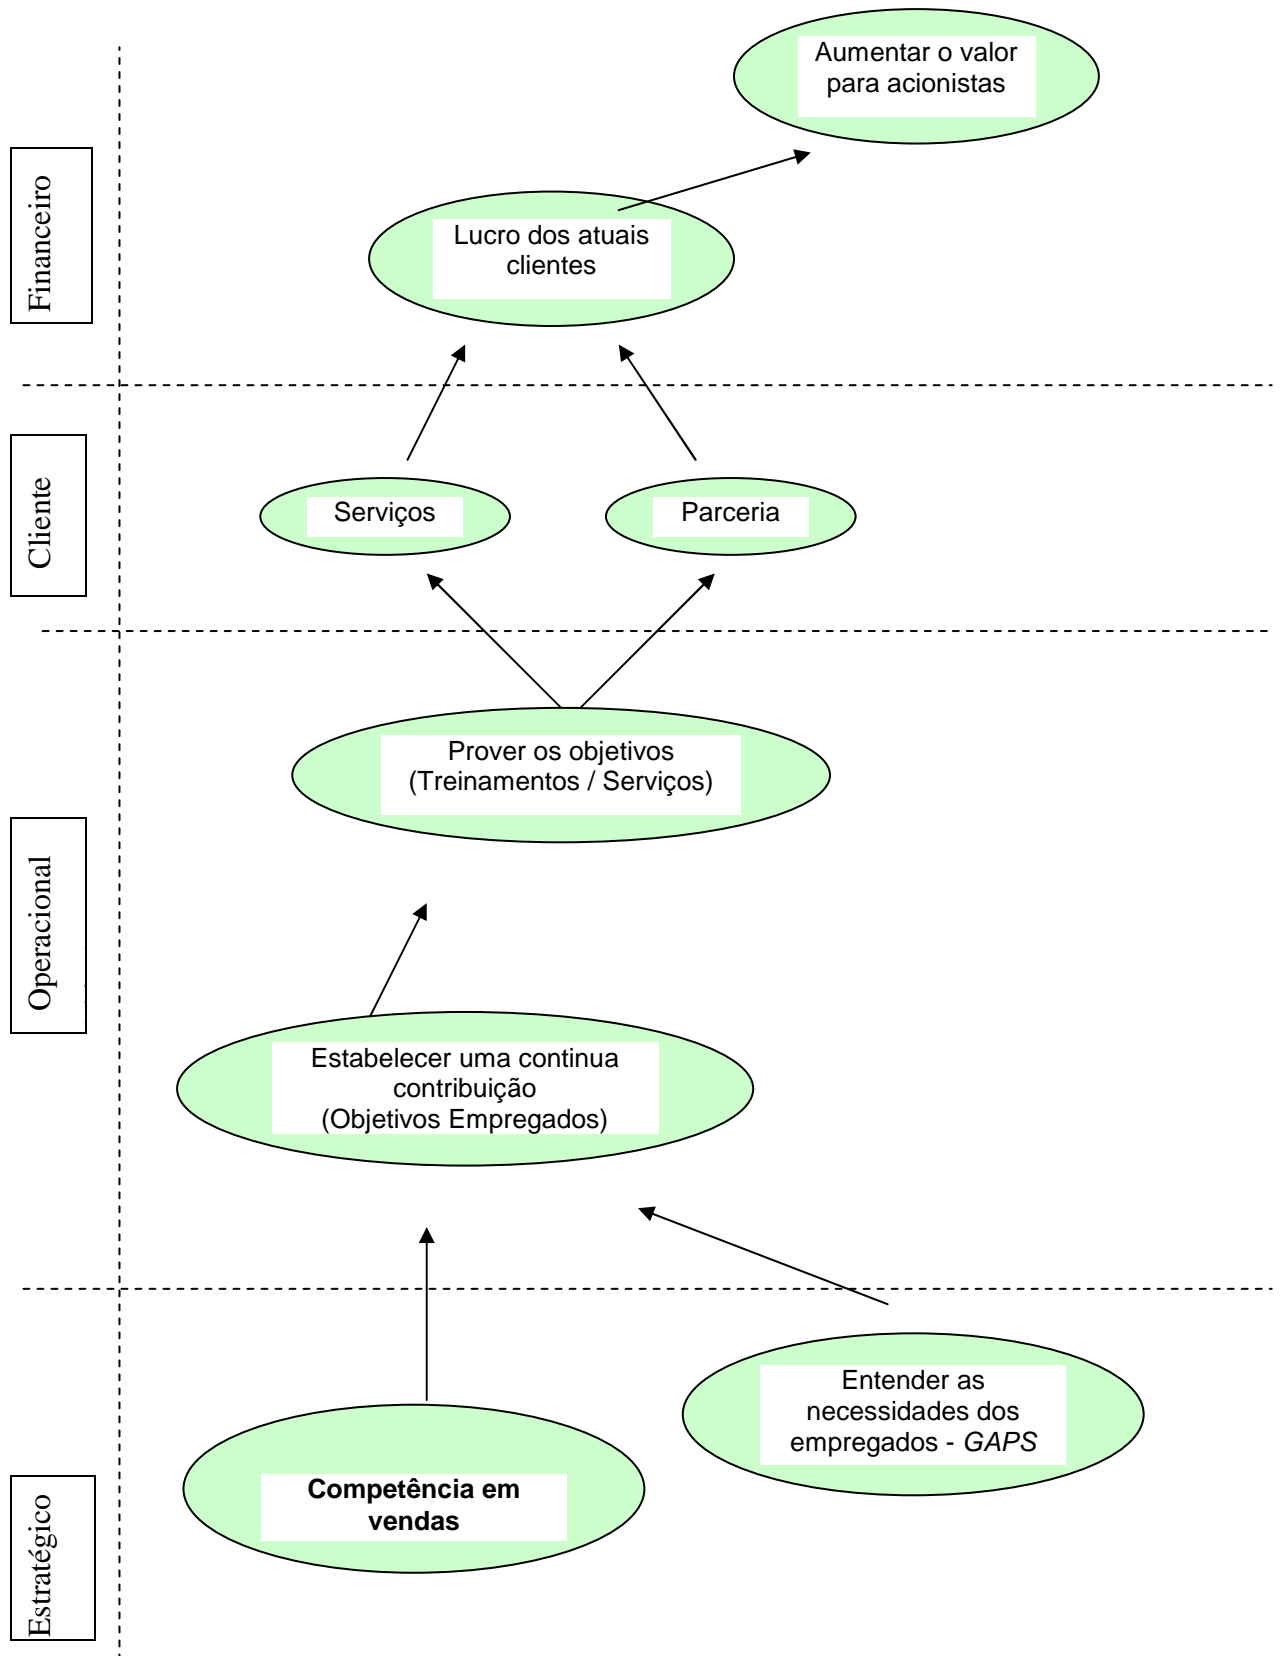 Aumentar o valor
para acionistas
Financeiro
Lucro dos atuais
clientes
Cliente
Serviços
Parceria
Prover os objetivos
(Treinamentos / Serviços)
Operacional
Estabelecer uma continua
contribuição
(Objetivos Empregados)
Entender as
necessidades dos
empregados - GAPS
Competência em
vendas
Estratégico